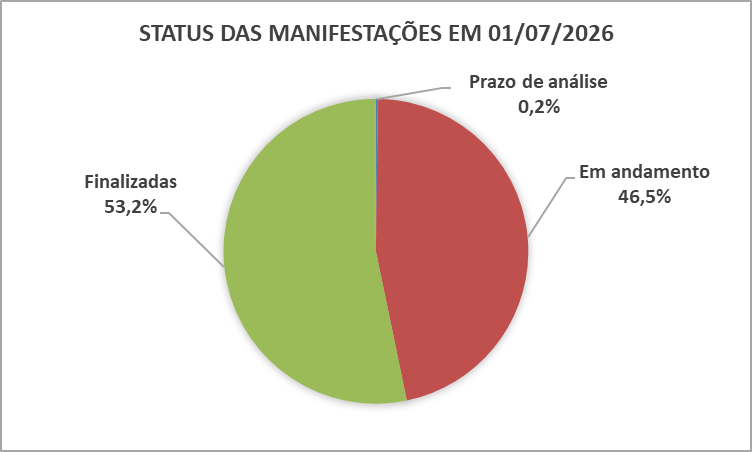 STATUS DAS MANIFESTAÇÕES EM 01/07/2026
Prazo de análise
0,2%
Em andamento
46,5%
Finalizadas
53,2%